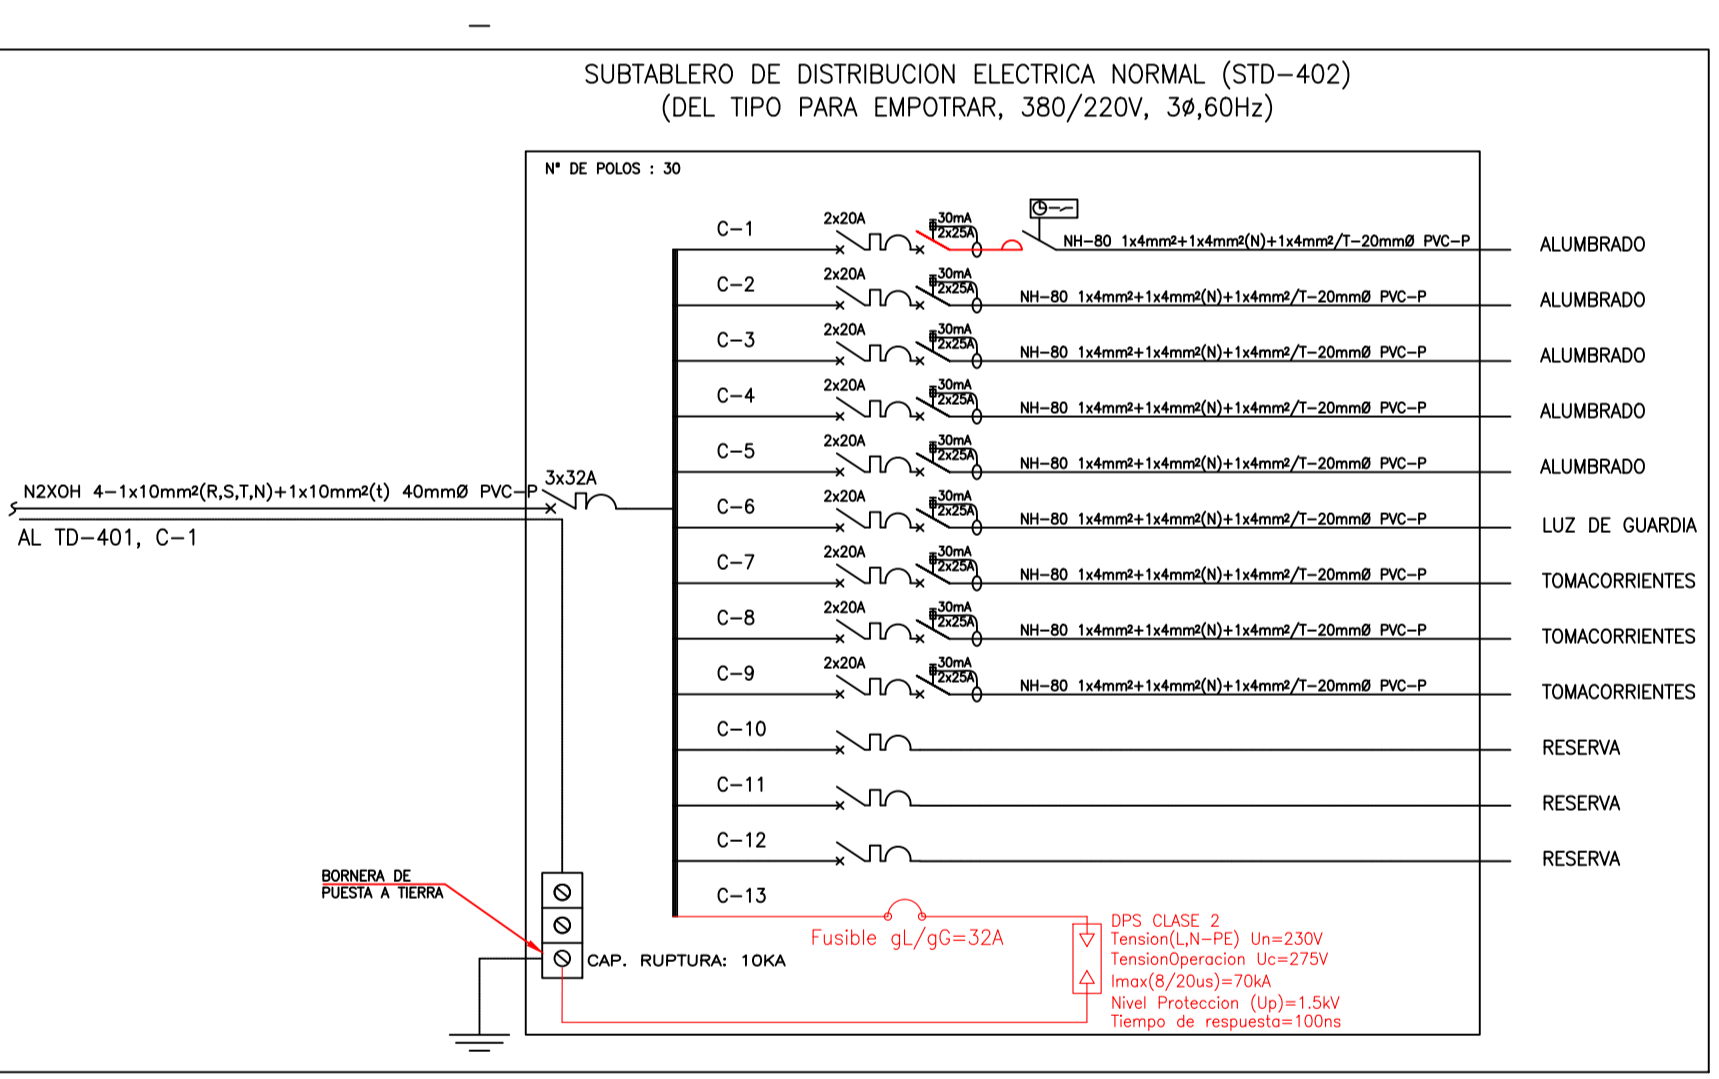 SUBTABLERO DE DISTRIBUCION ELECTRICA NORMAL (STD-402)
(DEL TIPO PARA EMPOTRAR, 380/220V, 3ø,60Hz)
N° DE POLOS : 30
C-1 2x20A 30mA 2x25A NH-80 1x4mm²+1x4mm²(N)+1x4mm²/T-20mmØ PVC-P ALUMBRADO
C-2 2x20A 30mA 2x25A NH-80 1x4mm²+1x4mm²(N)+1x4mm²/T-20mmØ PVC-P ALUMBRADO
C-3 2x20A 30mA 2x25A NH-80 1x4mm²+1x4mm²(N)+1x4mm²/T-20mmØ PVC-P ALUMBRADO
C-4 2x20A 30mA 2x25A NH-80 1x4mm²+1x4mm²(N)+1x4mm²/T-20mmØ PVC-P ALUMBRADO
C-5 2x20A 30mA 2x25A NH-80 1x4mm²+1x4mm²(N)+1x4mm²/T-20mmØ PVC-P ALUMBRADO
N2XOH 4-1x10mm²(R,S,T,N)+1x10mm²(t) 40mmØ PVC-P 3x32A
AL TD-401, C-1
C-6 2x20A 30mA 2x25A NH-80 1x4mm²+1x4mm²(N)+1x4mm²/T-20mmØ PVC-P LUZ DE GUARDIA
C-7 2x20A 30mA 2x25A NH-80 1x4mm²+1x4mm²(N)+1x4mm²/T-20mmØ PVC-P TOMACORRIENTES
C-8 2x20A 30mA 2x25A NH-80 1x4mm²+1x4mm²(N)+1x4mm²/T-20mmØ PVC-P TOMACORRIENTES
C-9 2x20A 30mA 2x25A NH-80 1x4mm²+1x4mm²(N)+1x4mm²/T-20mmØ PVC-P TOMACORRIENTES
C-10 RESERVA
C-11 RESERVA
C-12 RESERVA
C-13
BORNERA DE
PUESTA A TIERRA
CAP. RUPTURA: 10KA
Fusible gL/gG=32A
DPS CLASE 2
Tension(L,N-PE) Un=230V
TensionOperacion Uc=275V
Imax(8/20us)=70kA
Nivel Proteccion (Up)=1.5kV
Tiempo de respuesta=100ns